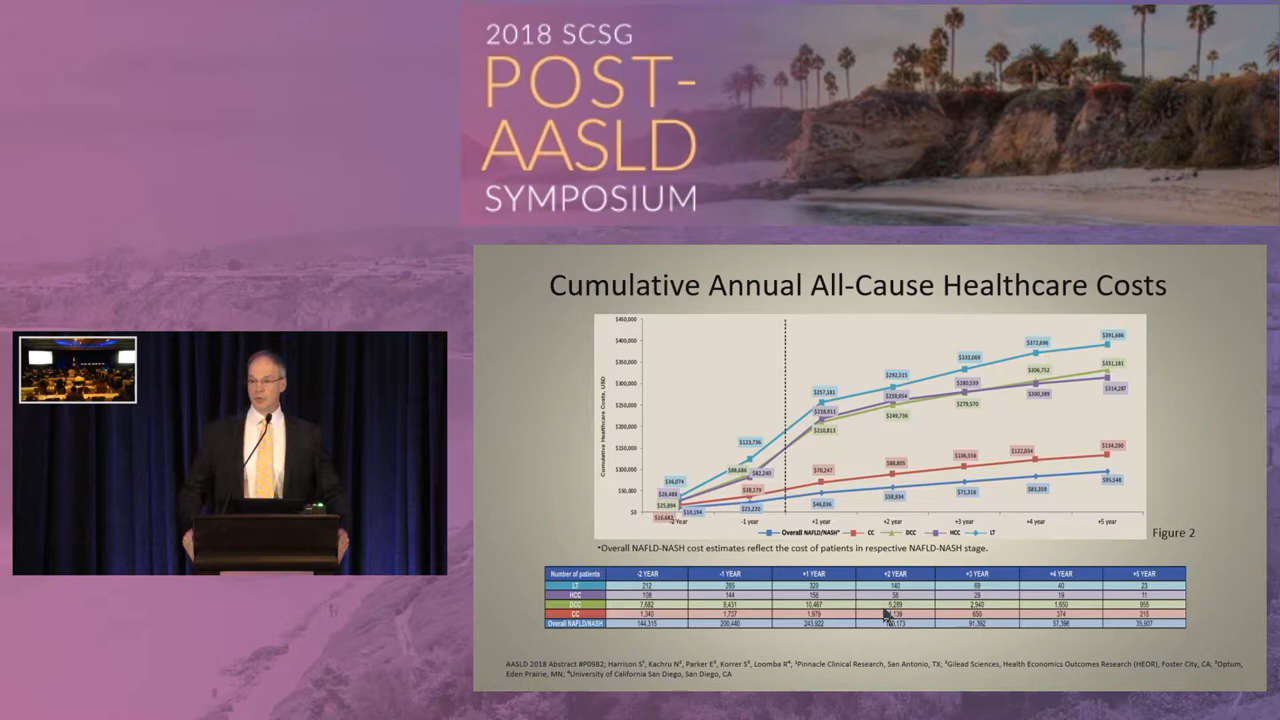 2018 SCSG
POST-
AASLD
SYMPOSIUM
Cumulative Annual All-Cause Healthcare Costs
Cumulative Healthcare Costs, USD
$450,000
$400,000
$350,000
$300,000
$250,000
$200,000
$150,000
$100,000
$50,000
$0
$36,074
$26,488
$25,894
$16,682
$10,194
$123,736
$88,686
$82,240
$38,179
$23,220
$257,181
$218,911
$210,813
$70,247
$46,036
$292,515
$259,954
$249,736
$88,805
$58,934
$333,069
$280,539
$279,570
$106,556
$71,316
$372,696
$306,752
$300,389
$122,034
$83,359
$391,686
$331,181
$314,287
$134,200
$95,548
-2 Year -1 year +1 year +2 year +3 year +4 year +5 year
Overall NAFLD/NASH* CC DCC HCC LT
Figure 2
*Overall NAFLD-NASH cost estimates reflect the cost of patients in respective NAFLD-NASH stage.
Number of patients -2 YEAR -1 YEAR +1 YEAR +2 YEAR +3 YEAR +4 YEAR +5 YEAR
LT 212 285 320 140 69 40 23
HCC 108 144 156 58 29 19 11
DCC 7,682 9,431 10,467 5,289 2,940 1,650 955
CC 1,340 1,737 1,979 650 374 215
Overall NAFLD/NASH 144,315 200,440 243,922 91,392 57,396 35,907
AASLD 2018 Abstract #P0982; Harrison S¹, Kachru N², Parker E³, Korrer S³, Loomba R⁴; ¹Pinnacle Clinical Research, San Antonio, TX; ²Gilead Sciences, Health Economics Outcomes Research (HEOR), Foster City, CA; ³Optum,
Eden Prairie, MN, ⁴University of California San Diego, San Diego, CA